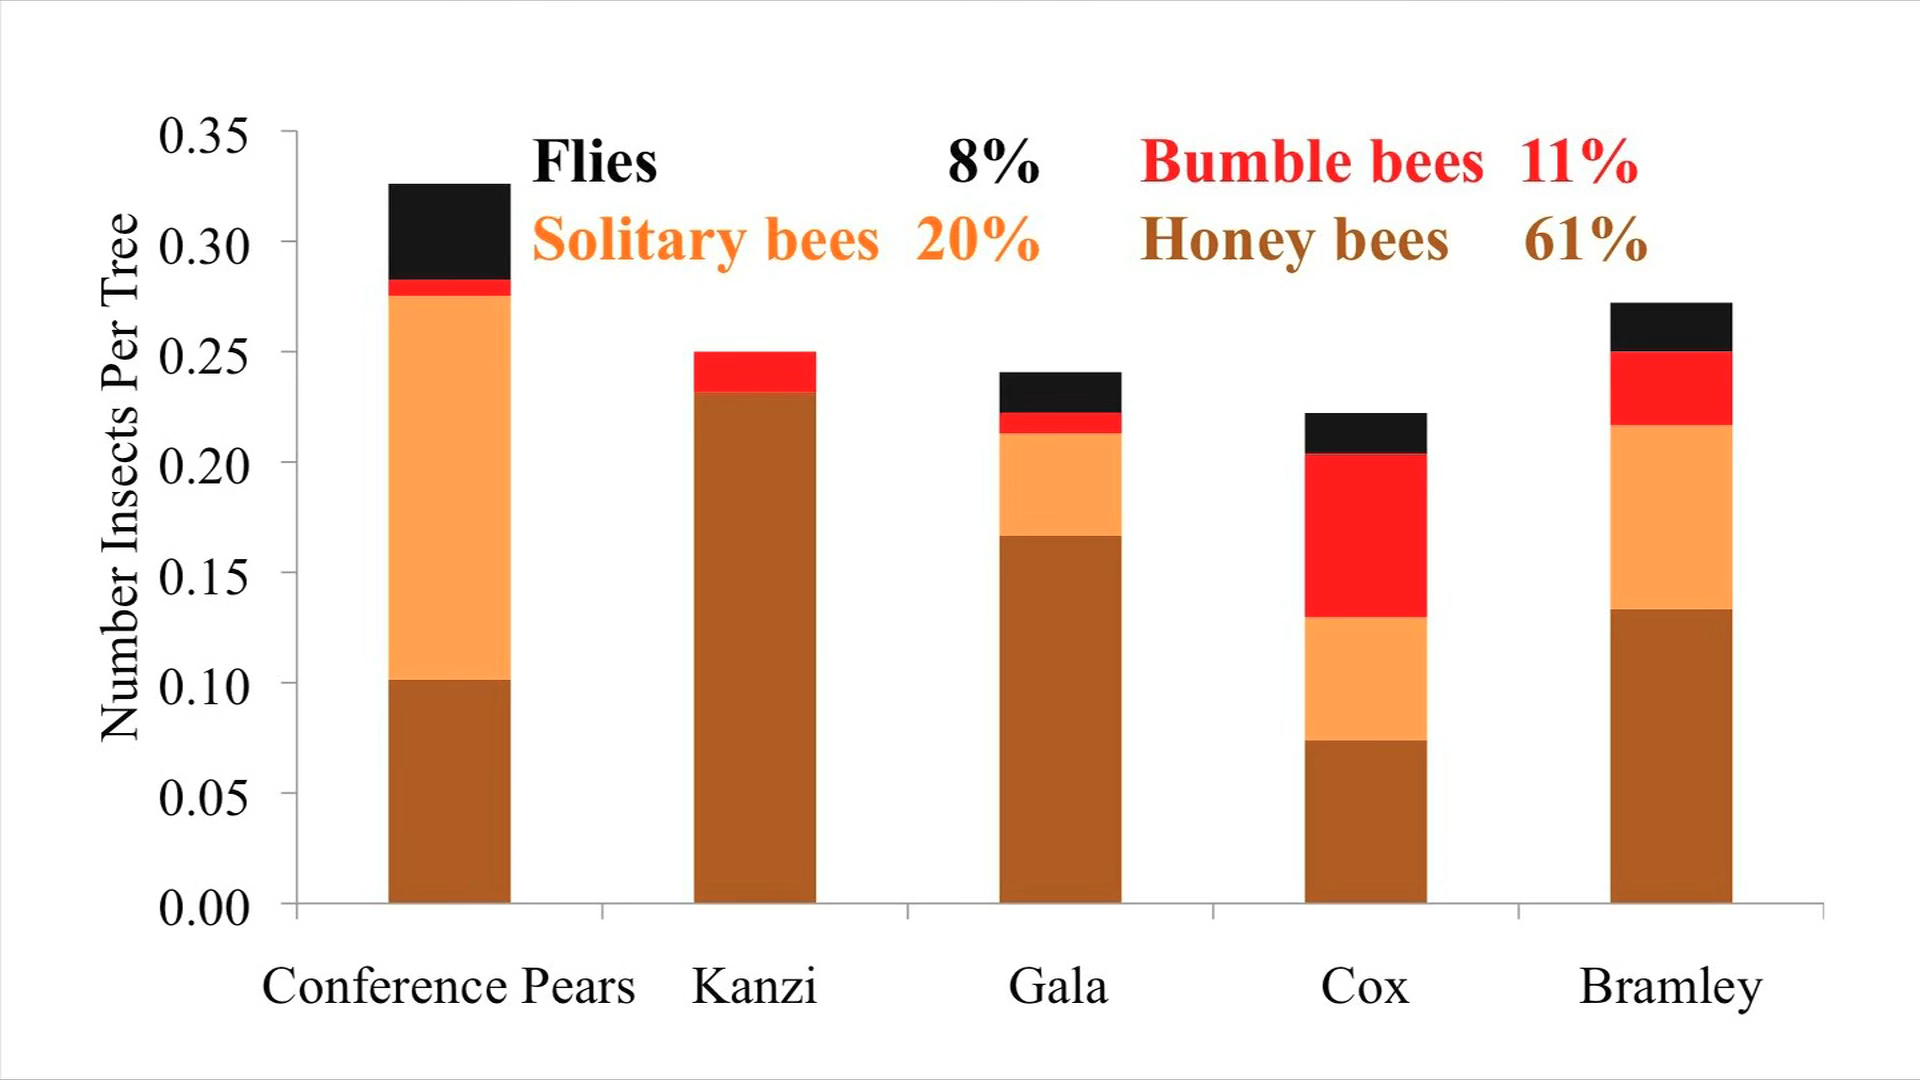 Number Insects Per Tree
0.35
0.30
0.25
0.20
0.15
0.10
0.05
0.00
Flies 8% Bumble bees 11%
Solitary bees 20% Honey bees 61%
Conference Pears Kanzi Gala Cox Bramley